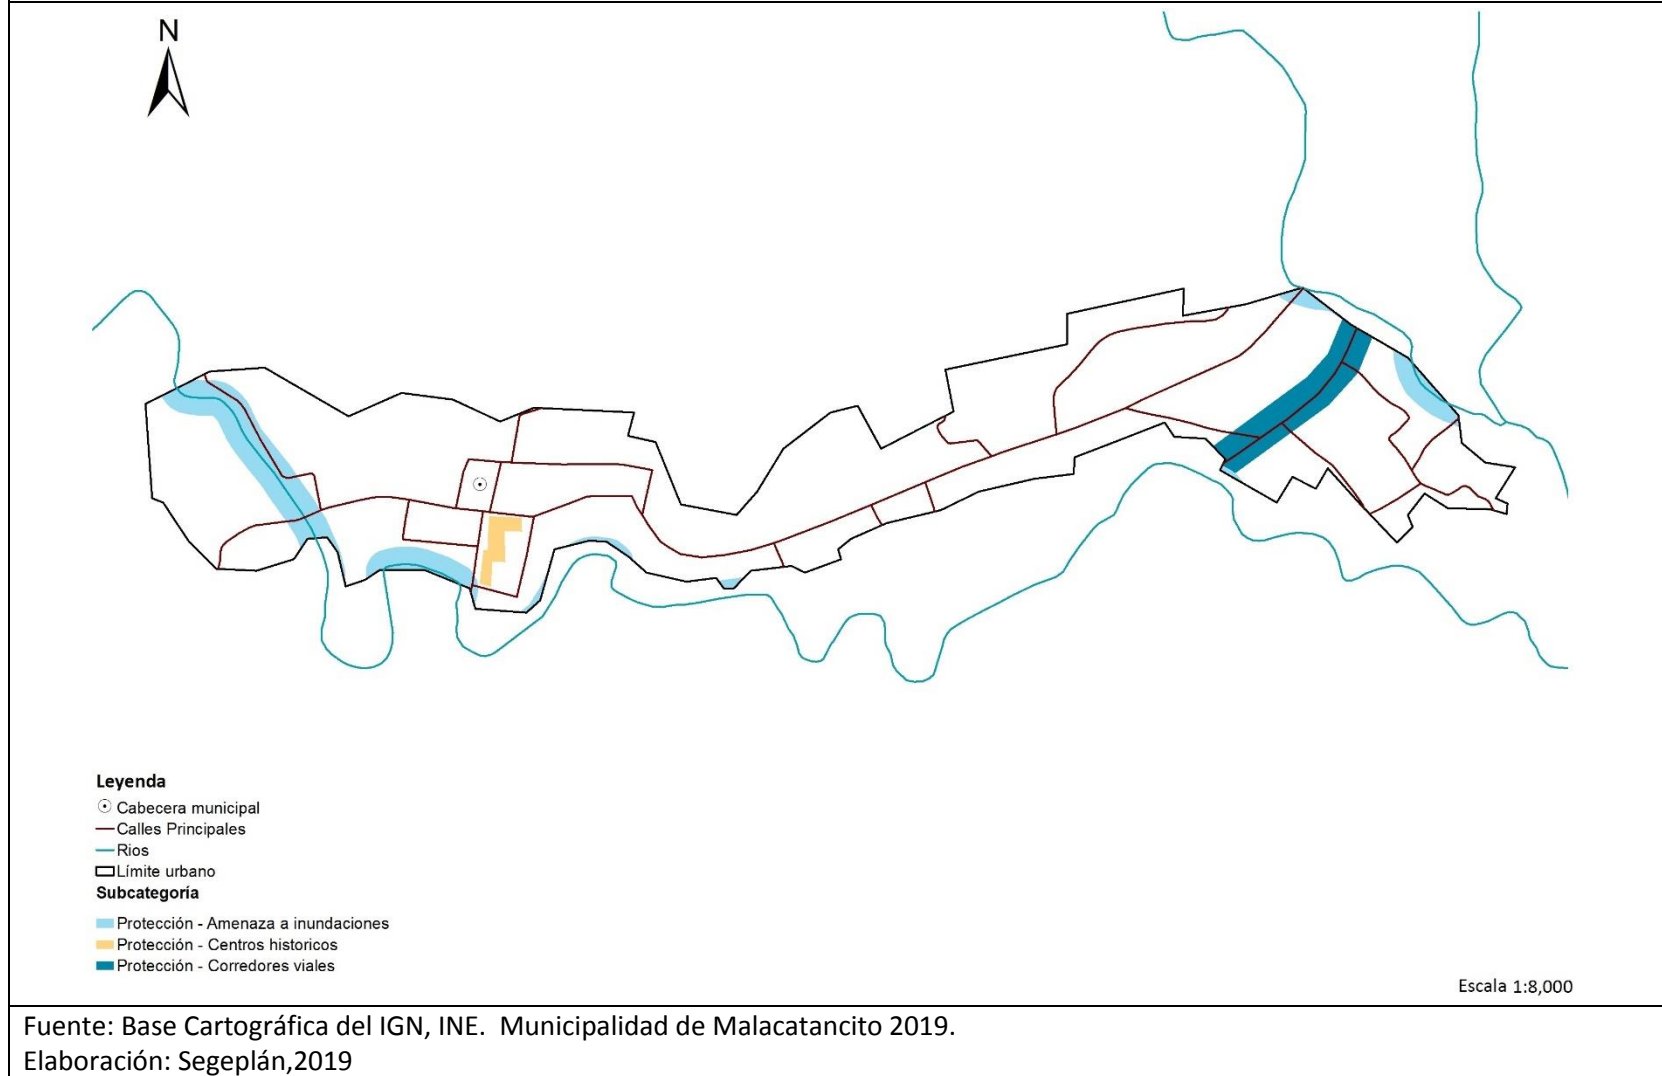 N
Leyenda
Cabecera municipal
Calles Principales
Rios
Límite urbano
Subcategoría
Protección - Amenaza a inundaciones
Protección - Centros historicos
Protección - Corredores viales
Escala 1:8,000
Fuente: Base Cartográfica del IGN, INE.  Municipalidad de Malacatancito 2019.
Elaboración: Segeplán,2019